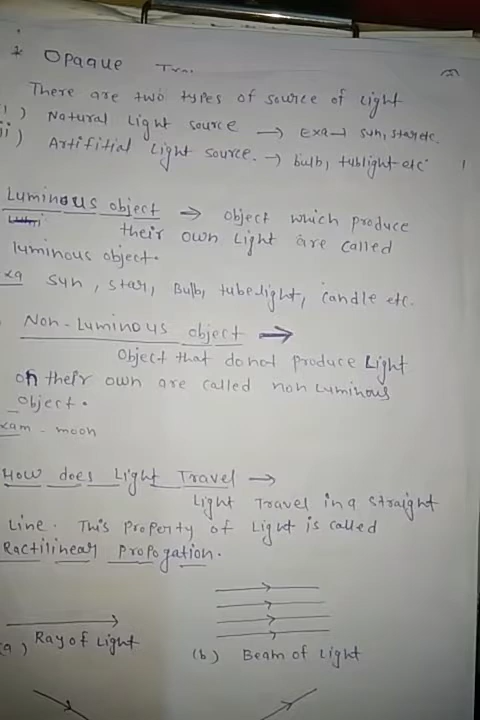 * Opaque
There are two types of source of Light
i) Natural Light source → Exa→ sun, star etc.
ii) Artifitial Light source. → bulb, tublight etc
Luminous object → object which produce
their own Light are called
luminous object.
xa sun, star, Bulb, tubelight, candle etc.
Non-Luminous object →
Object that do not produce Light
on their own are called non Luminous
object.
xam - moon
How does Light Travel →
Light Travel in a straight
Line. This Property of Light is called
Ractilinear Propogation.
(a) Ray of Light
(b) Beam of Light